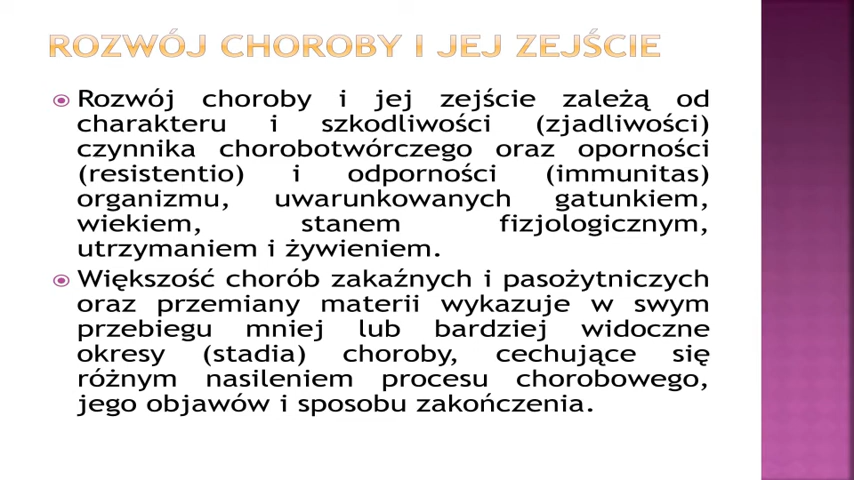 ROZWÓJ CHOROBY I JEJ ZEJŚCIE
Rozwój choroby i jej zejście zależą od
charakteru i szkodliwości (zjadliwości)
czynnika chorobotwórczego oraz oporności
(resistentio) i odporności (immunitas)
organizmu, uwarunkowanych gatunkiem,
wiekiem, stanem fizjologicznym,
utrzymaniem i żywieniem.
Większość chorób zakaźnych i pasożytniczych
oraz przemiany materii wykazuje w swym
przebiegu mniej lub bardziej widoczne
okresy (stadia) choroby, cechujące się
różnym nasileniem procesu chorobowego,
jego objawów i sposobu zakończenia.